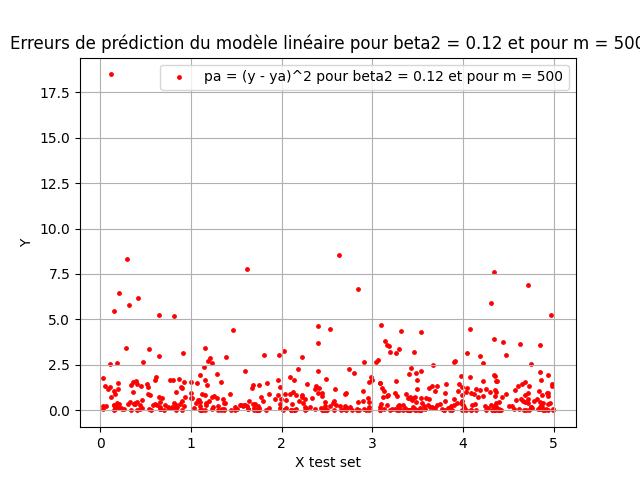 Erreurs de prédiction du modèle linéaire pour beta2 = 0.12 et pour m = 500
pa = (y - ya)^2 pour beta2 = 0.12 et pour m = 500
17.5
15.0
12.5
10.0
7.5
5.0
2.5
0.0
Y
0 1 2 3 4 5
X test set